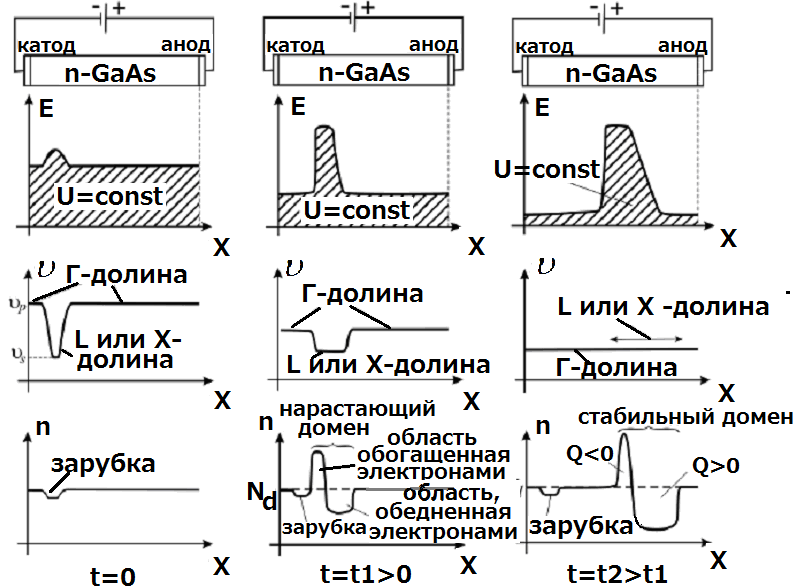 - +
- +
- +
катод
анод
n-GaAs
катод
анод
n-GaAs
катод
анод
n-GaAs
E
U=const
X
E
U=const
X
E
U=const
X
υ
Г-долина
υp
L или X-
долина
υs
X
υ
Г-долина
L или X-долина
X
υ
L или X -долина
Г-долина
X
n
зарубка
X
t=0
n
нарастающий
домен
область
обогащенная
электронами
Nd
область,
обедненная
электронами
зарубка
X
t=t1>0
n
стабильный домен
Q<0
Q>0
зарубка
X
t=t2>t1